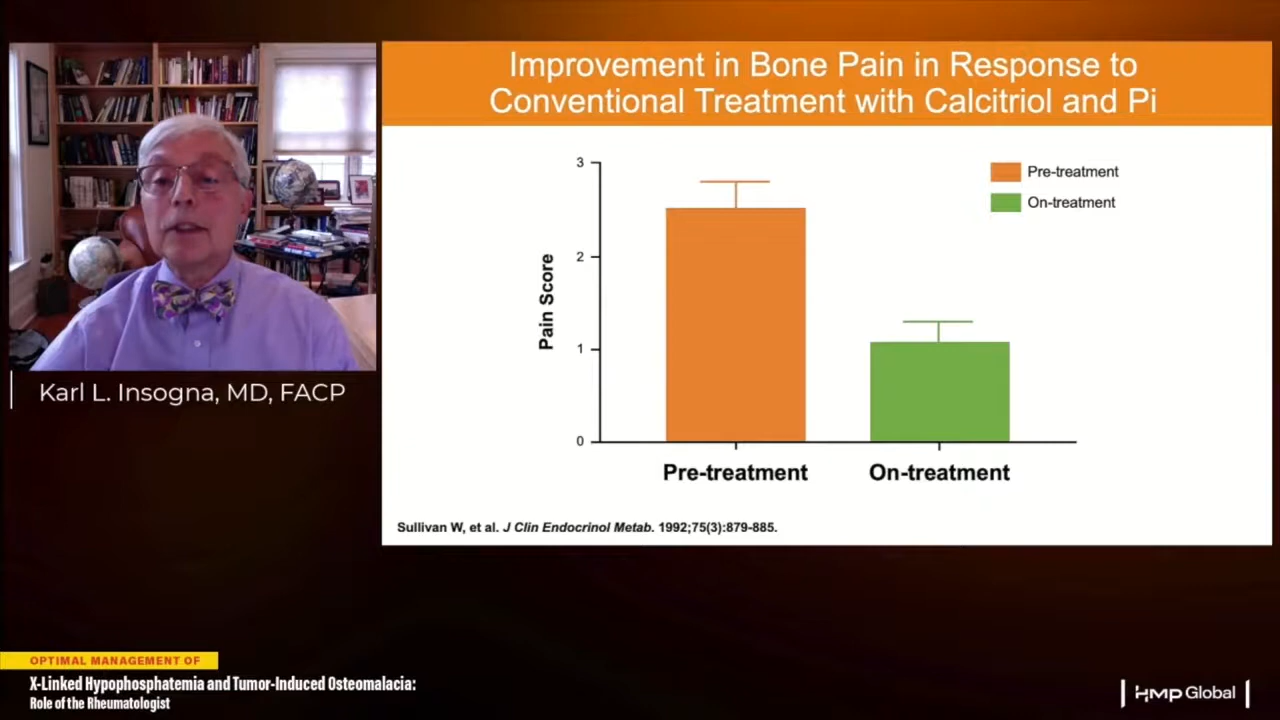 Improvement in Bone Pain in Response to
Conventional Treatment with Calcitriol and Pi
3
2
1
0
Pain Score
Pre-treatment
On-treatment
Pre-treatment
On-treatment
Sullivan W, et al. J Clin Endocrinol Metab. 1992;75(3):879-885.
Karl L. Insogna, MD, FACP
OPTIMAL MANAGEMENT OF
X-Linked Hypophosphatemia and Tumor-Induced Osteomalacia:
Role of the Rheumatologist
HMP Global